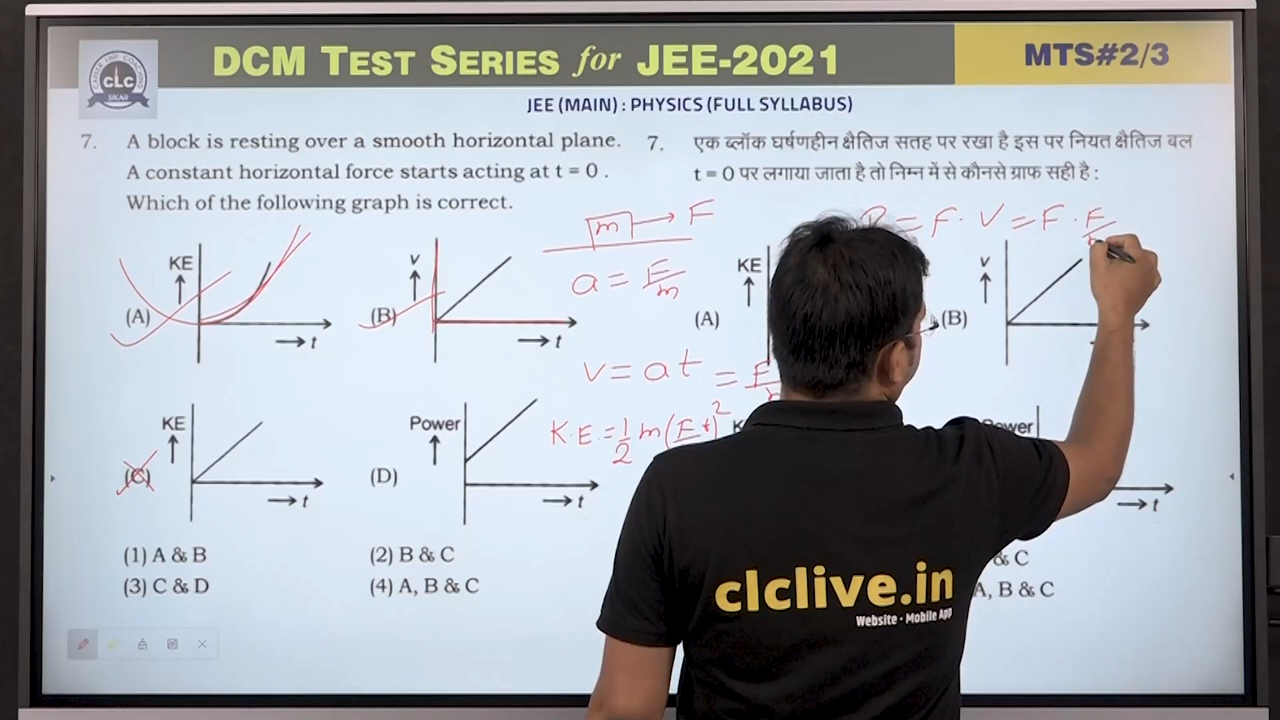 DCM TEST SERIES for JEE-2021
MTS#2/3
CLC
SIKAR
JEE (MAIN) : PHYSICS (FULL SYLLABUS)
7. A block is resting over a smooth horizontal plane.
A constant horizontal force starts acting at t = 0 .
Which of the following graph is correct.
7. एक ब्लॉक घर्षणहीन क्षैतिज सतह पर रखा है इस पर नियत क्षैतिज बल
t = 0 पर लगाया जाता है तो निम्न में से कौनसे ग्राफ सही है :
m F
= F · V = F · F
a = F/m
v = at = F
K.E. = 1/2 m(Ft)²
(A) KE t
(B) v t
(C) KE t
(D) Power t
(1) A & B
(2) B & C
(3) C & D
(4) A, B & C
(A) KE
(B) v
t
& C
A, B & C
clclive.in
Website - Mobile App